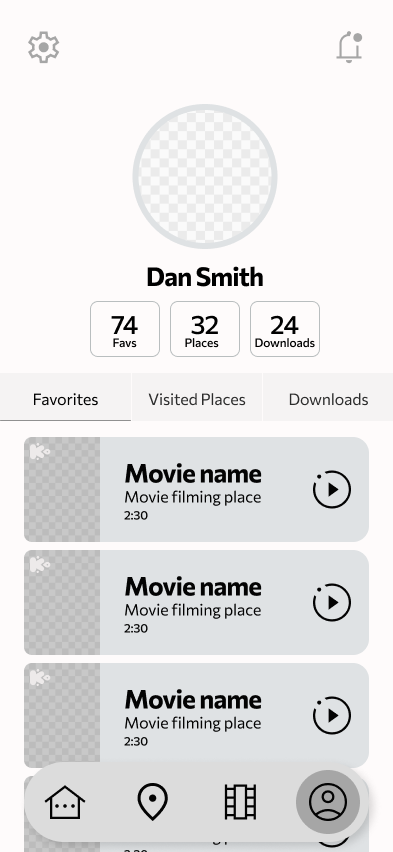 Dan Smith
74 32 24
Favs Places Downloads
Favorites Visited Places Downloads
Movie name
Movie filming place
2:30
Movie name
Movie filming place
2:30
Movie name
Movie filming place
2:30